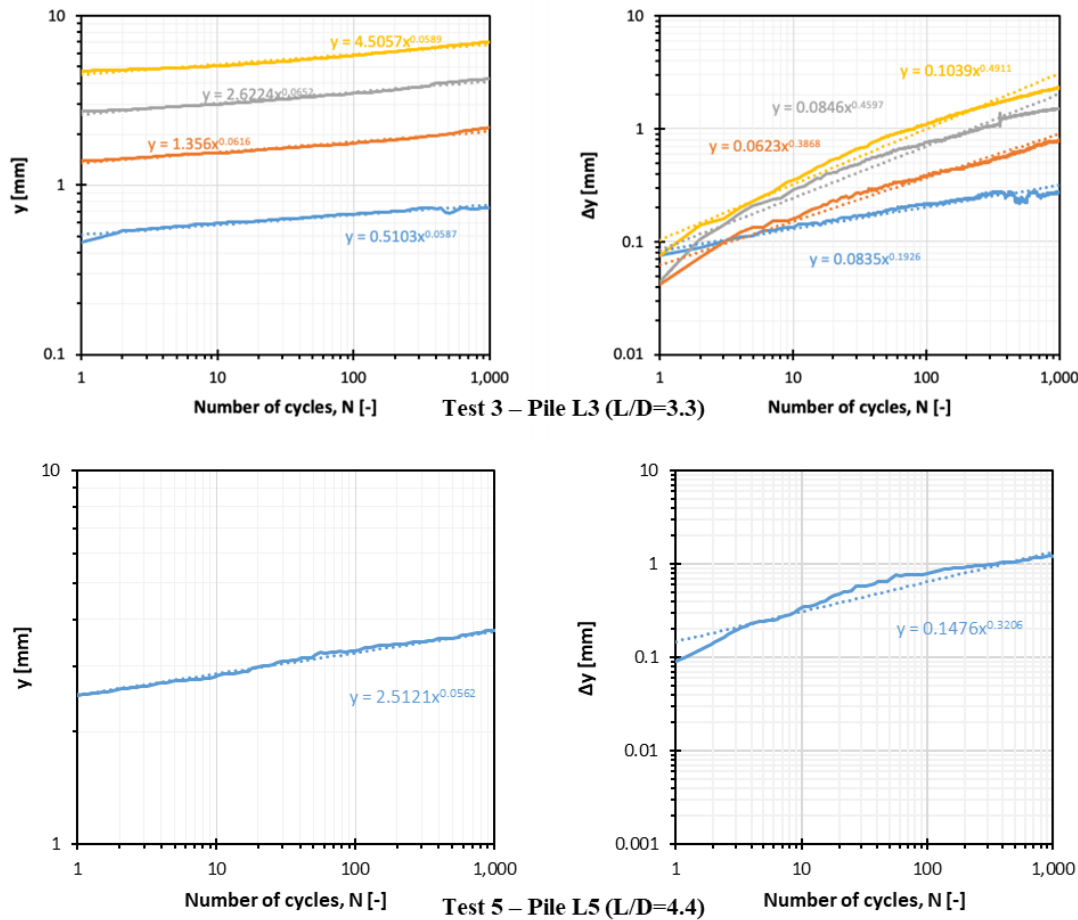 10
1
0.1
y [mm]
y = 4.5057x^0.0589
y = 2.6224x^0.0652
y = 1.356x^0.0616
y = 0.5103x^0.0587
1 10 100 1,000
Number of cycles, N [-]
10
1
0.1
0.01
Δy [mm]
y = 0.1039x^0.4911
y = 0.0846x^0.4597
y = 0.0623x^0.3868
y = 0.0835x^0.1926
1 10 100 1,000
Number of cycles, N [-]
Test 3 – Pile L3 (L/D=3.3)
10
1
y [mm]
y = 2.5121x^0.0562
1 10 100 1,000
Number of cycles, N [-]
10
1
0.1
0.01
0.001
Δy [mm]
y = 0.1476x^0.3206
1 10 100 1,000
Number of cycles, N [-]
Test 5 – Pile L5 (L/D=4.4)